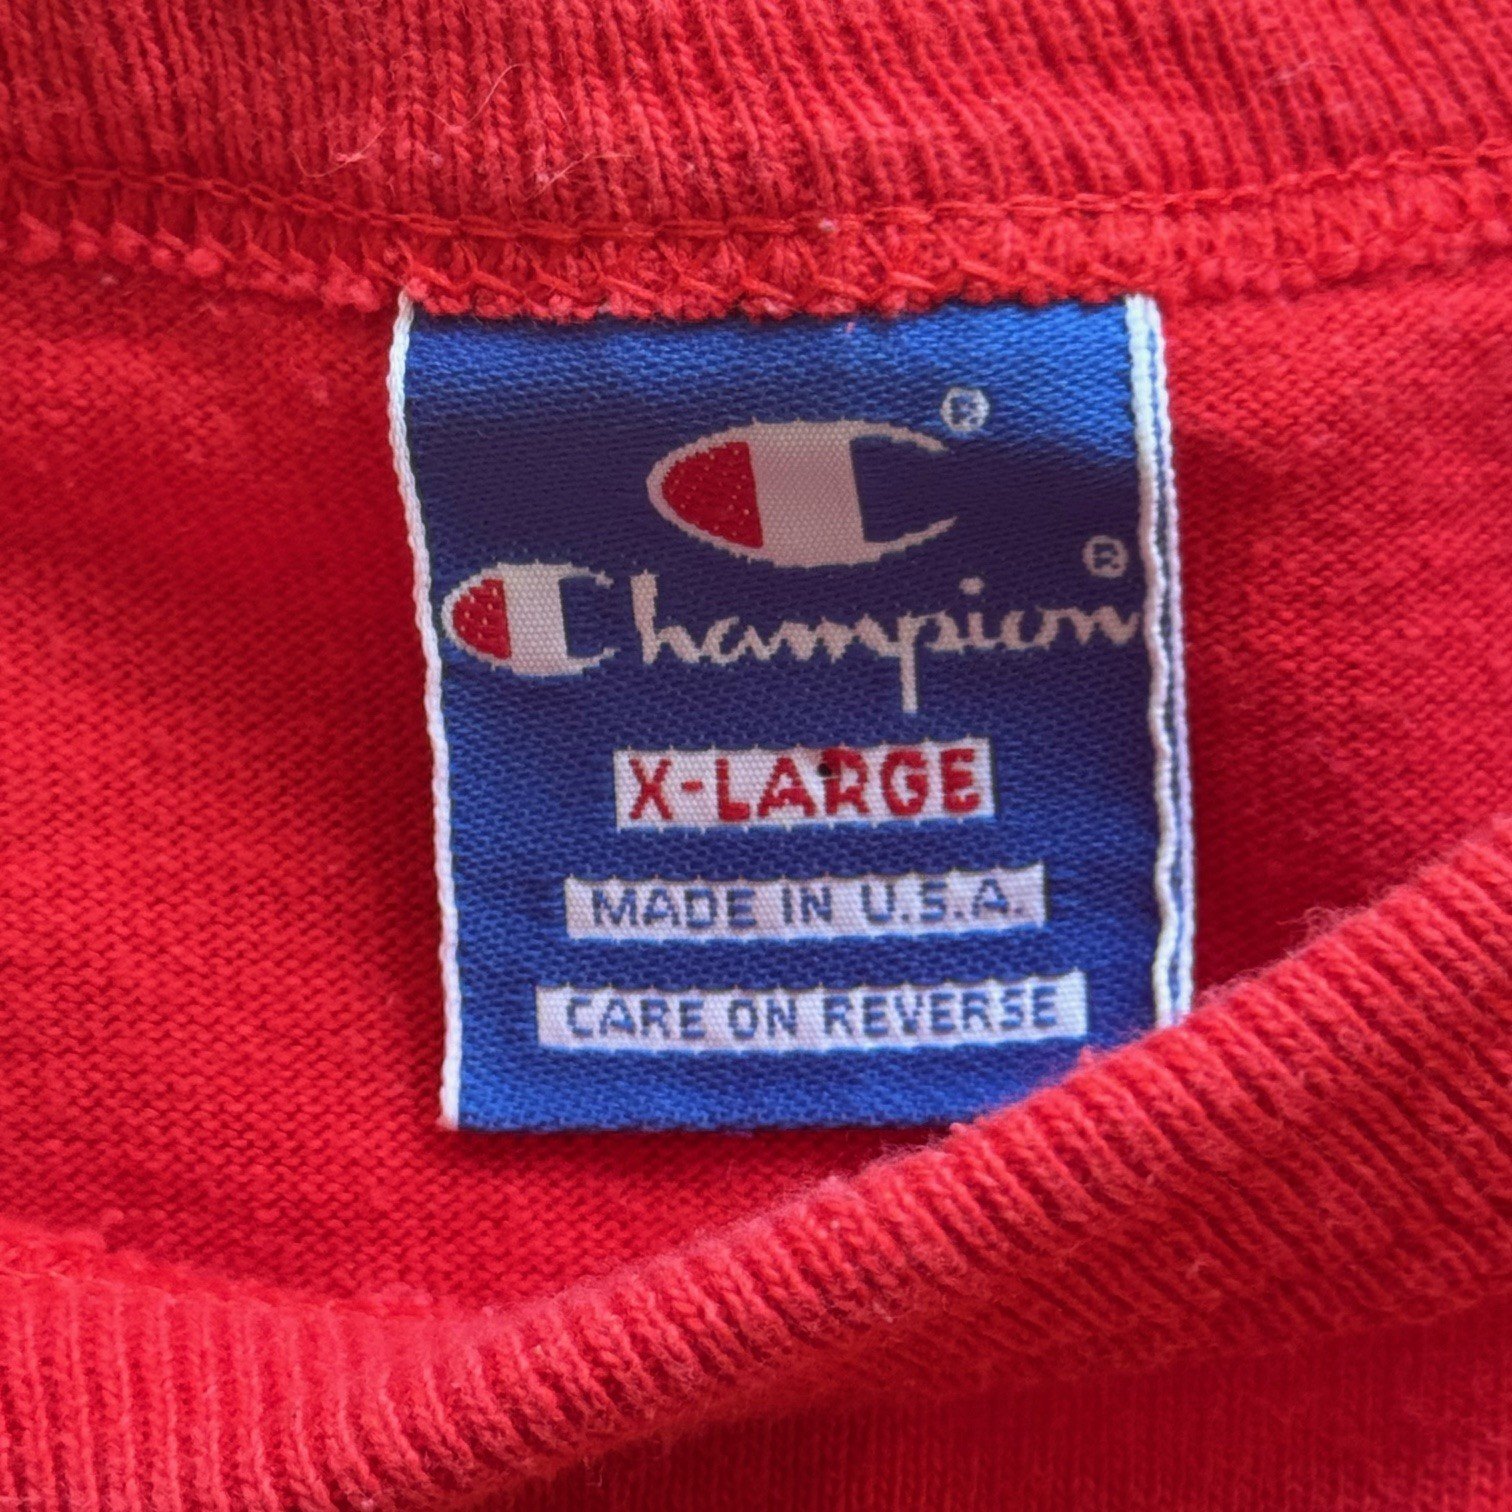 C®
Champion®
X-LARGE
MADE IN U.S.A.
CARE ON REVERSE